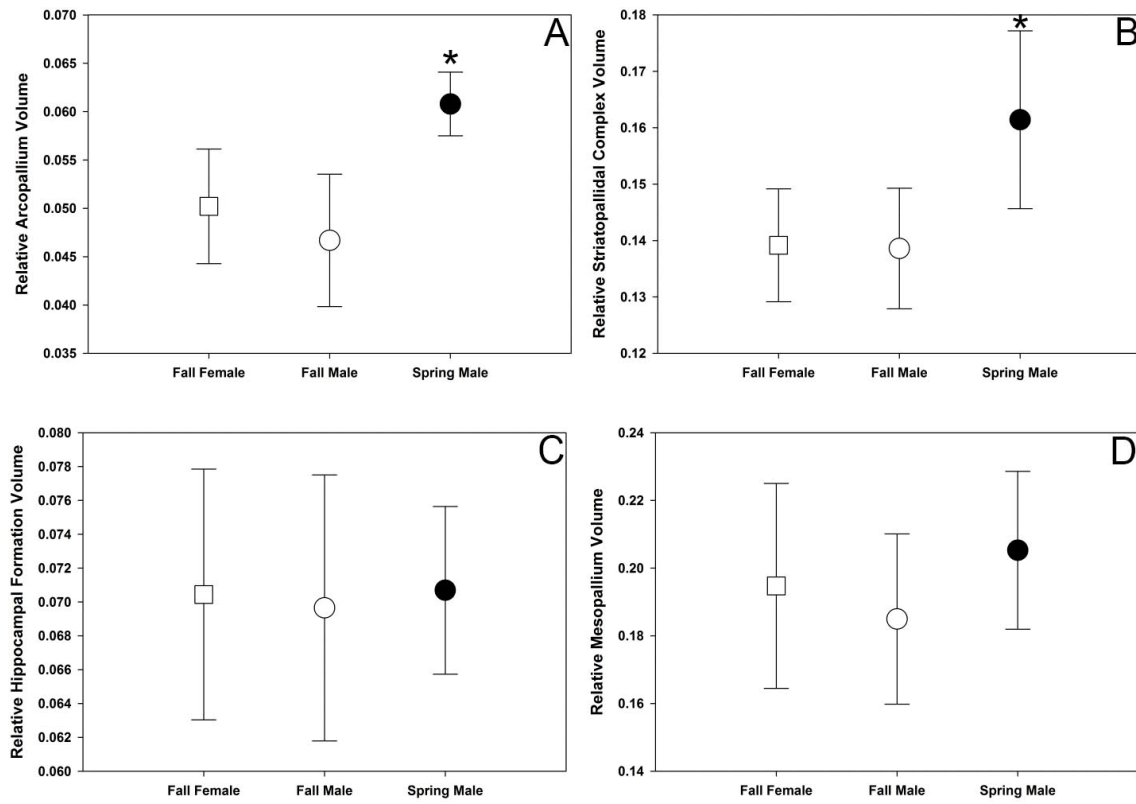 A
*
Relative Arcopallium Volume
0.070
0.065
0.060
0.055
0.050
0.045
0.040
0.035
Fall Female Fall Male Spring Male
B
*
Relative Striatopallidal Complex Volume
0.18
0.17
0.16
0.15
0.14
0.13
0.12
Fall Female Fall Male Spring Male
C
Relative Hippocampal Formation Volume
0.080
0.078
0.076
0.074
0.072
0.070
0.068
0.066
0.064
0.062
0.060
Fall Female Fall Male Spring Male
D
Relative Mesopallium Volume
0.24
0.22
0.20
0.18
0.16
0.14
Fall Female Fall Male Spring Male